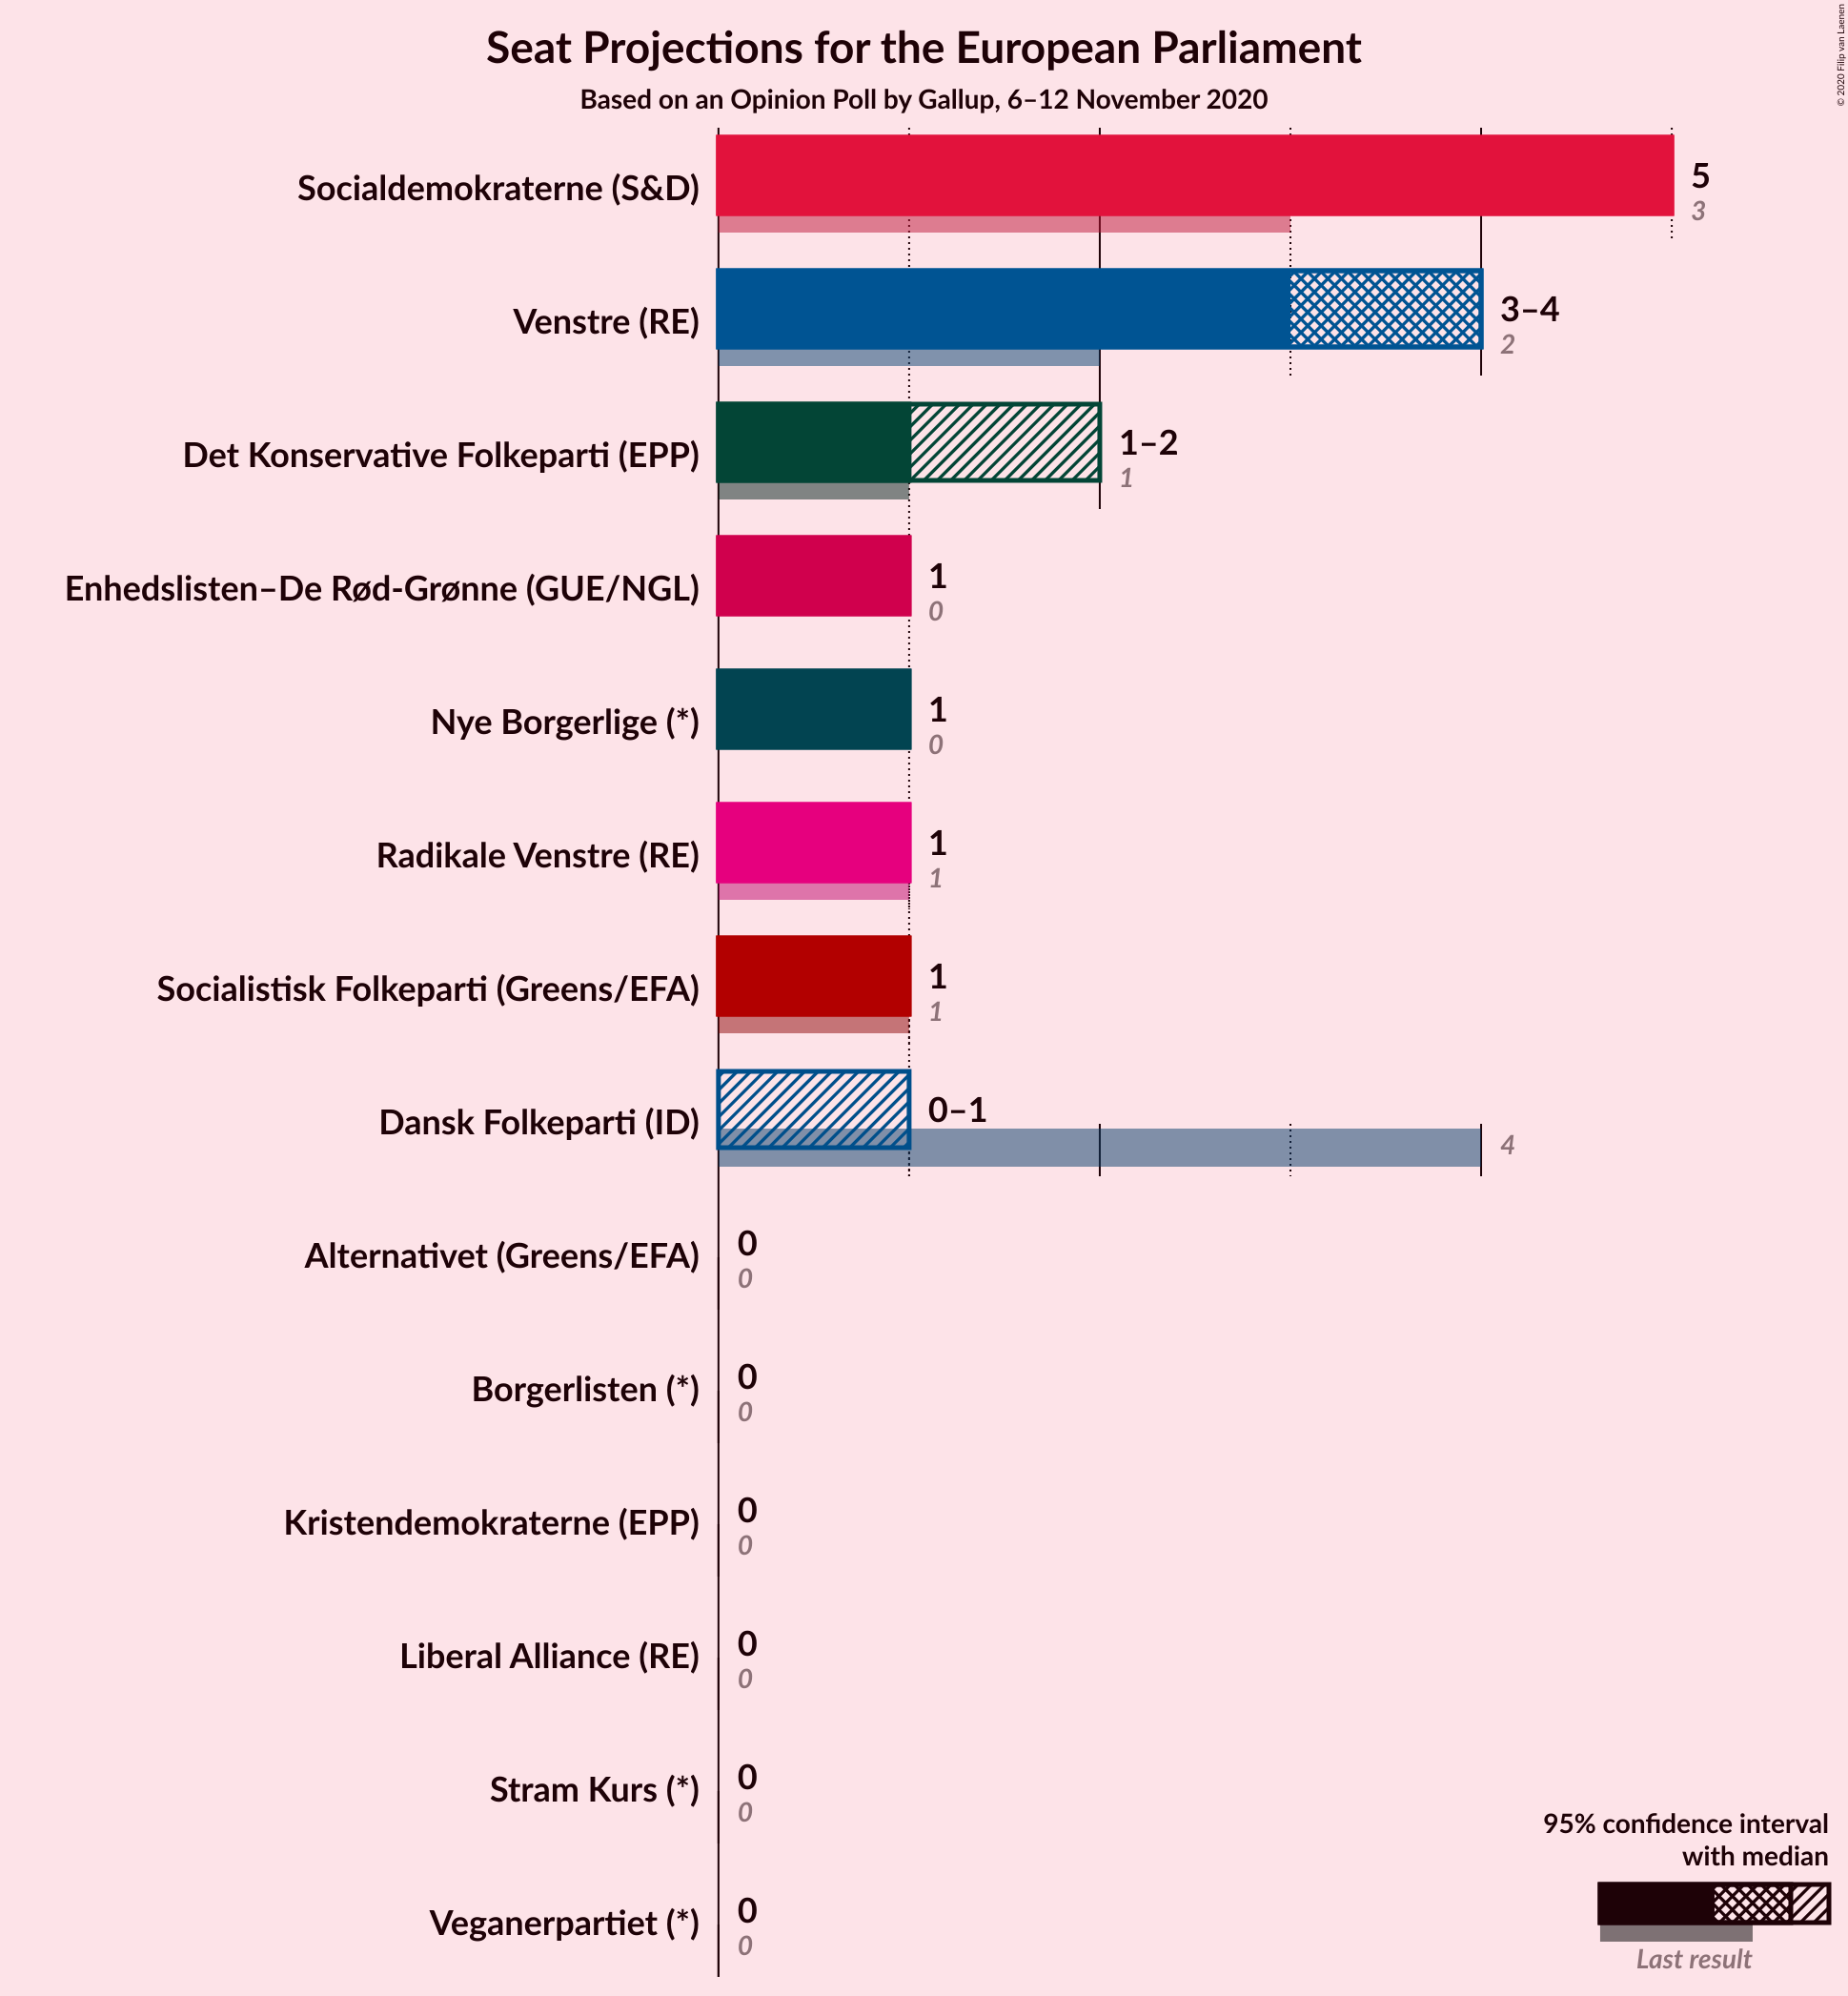 Seat Projections for the European Parliament
Based on an Opinion Poll by Gallup, 6–12 November 2020
© 2020 Filip van Laenen
Socialdemokraterne (S&D)
5
3
Venstre (RE)
3–4
2
Det Konservative Folkeparti (EPP)
1–2
1
Enhedslisten–De Rød-Grønne (GUE/NGL)
1
0
Nye Borgerlige (*)
1
0
Radikale Venstre (RE)
1
1
Socialistisk Folkeparti (Greens/EFA)
1
1
Dansk Folkeparti (ID)
0–1
4
Alternativet (Greens/EFA)
0
0
Borgerlisten (*)
0
0
Kristendemokraterne (EPP)
0
0
Liberal Alliance (RE)
0
0
Stram Kurs (*)
0
0
Veganerpartiet (*)
0
0
95% confidence interval
with median
Last result